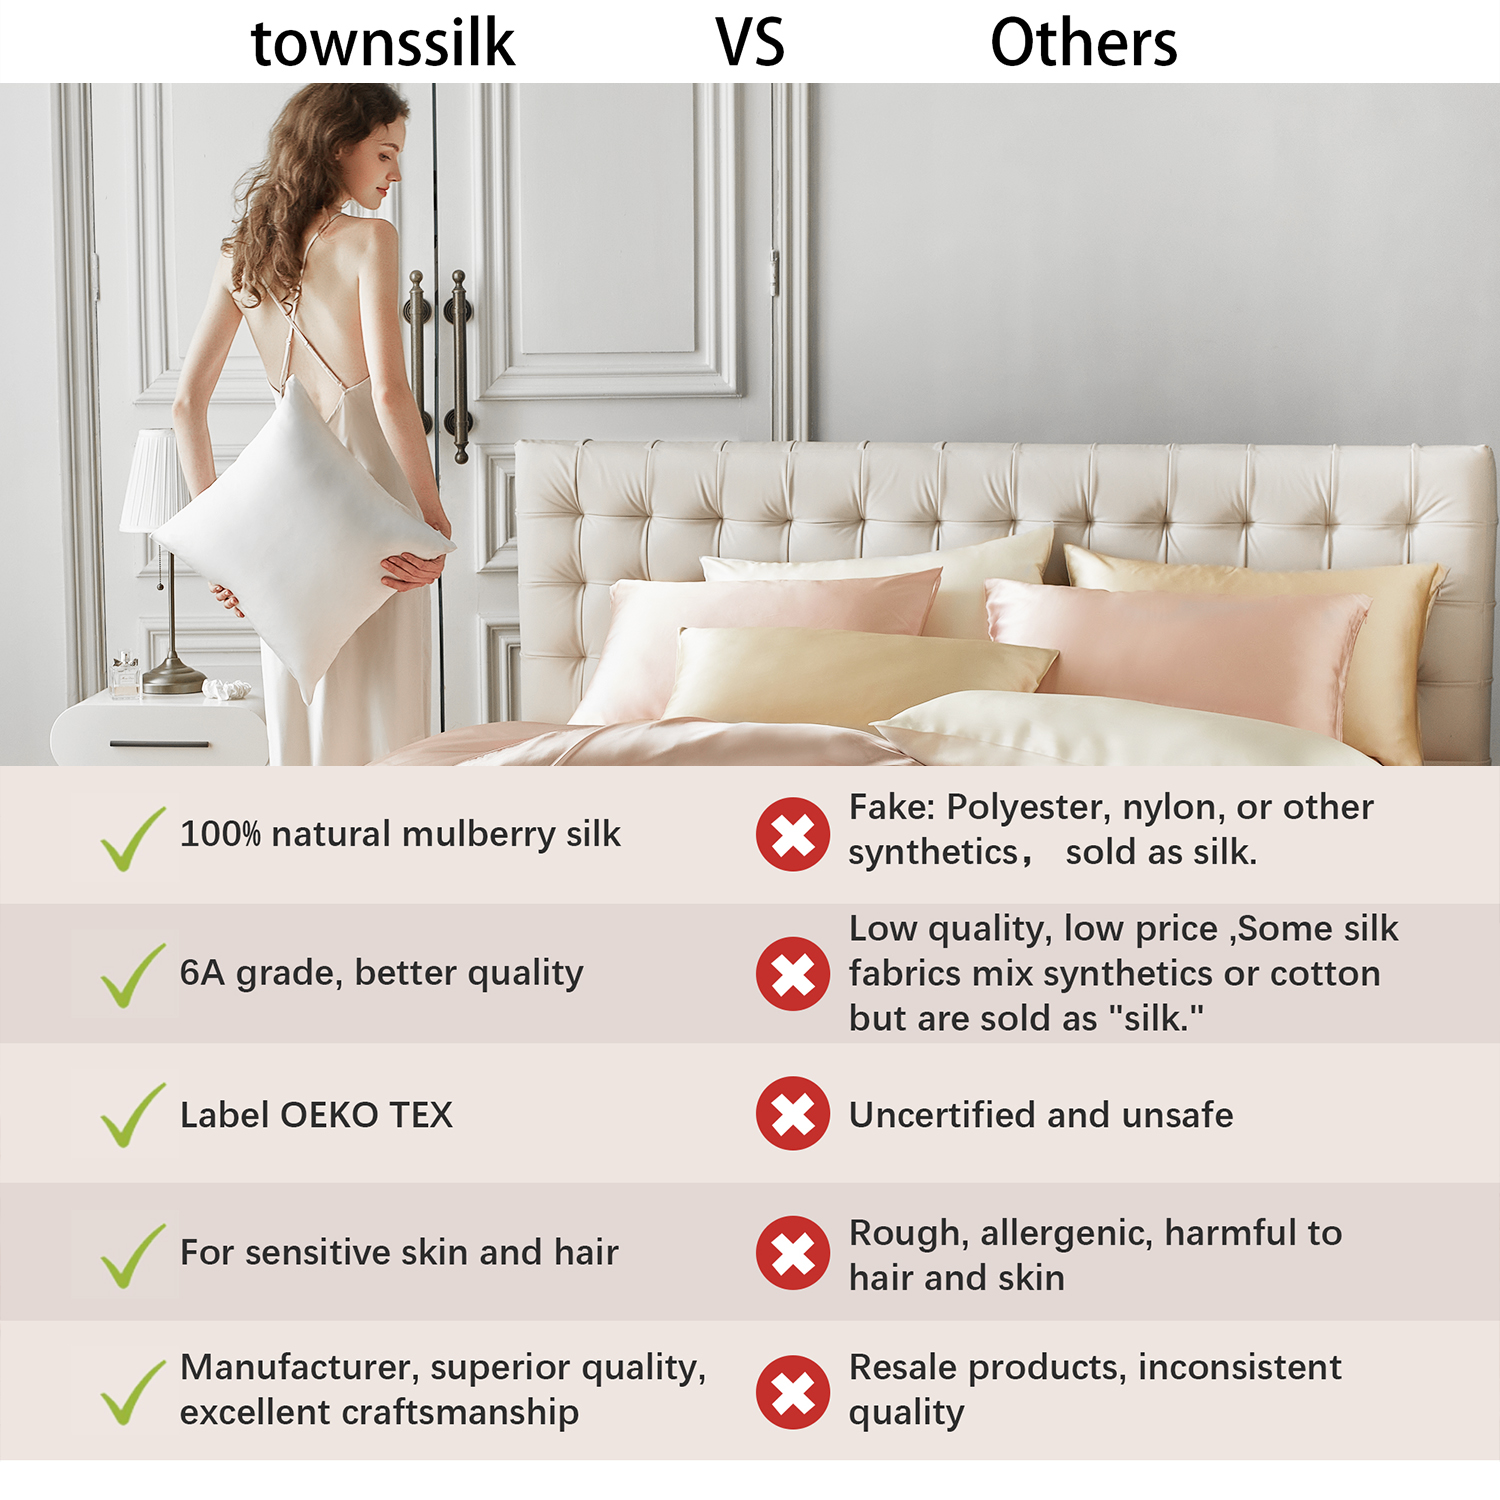 townssilk VS Others
100% natural mulberry silk
Fake: Polyester, nylon, or other
synthetics， sold as silk.
6A grade, better quality
Low quality, low price ,Some silk
fabrics mix synthetics or cotton
but are sold as "silk."
Label OEKO TEX
Uncertified and unsafe
For sensitive skin and hair
Rough, allergenic, harmful to
hair and skin
Manufacturer, superior quality,
excellent craftsmanship
Resale products, inconsistent
quality